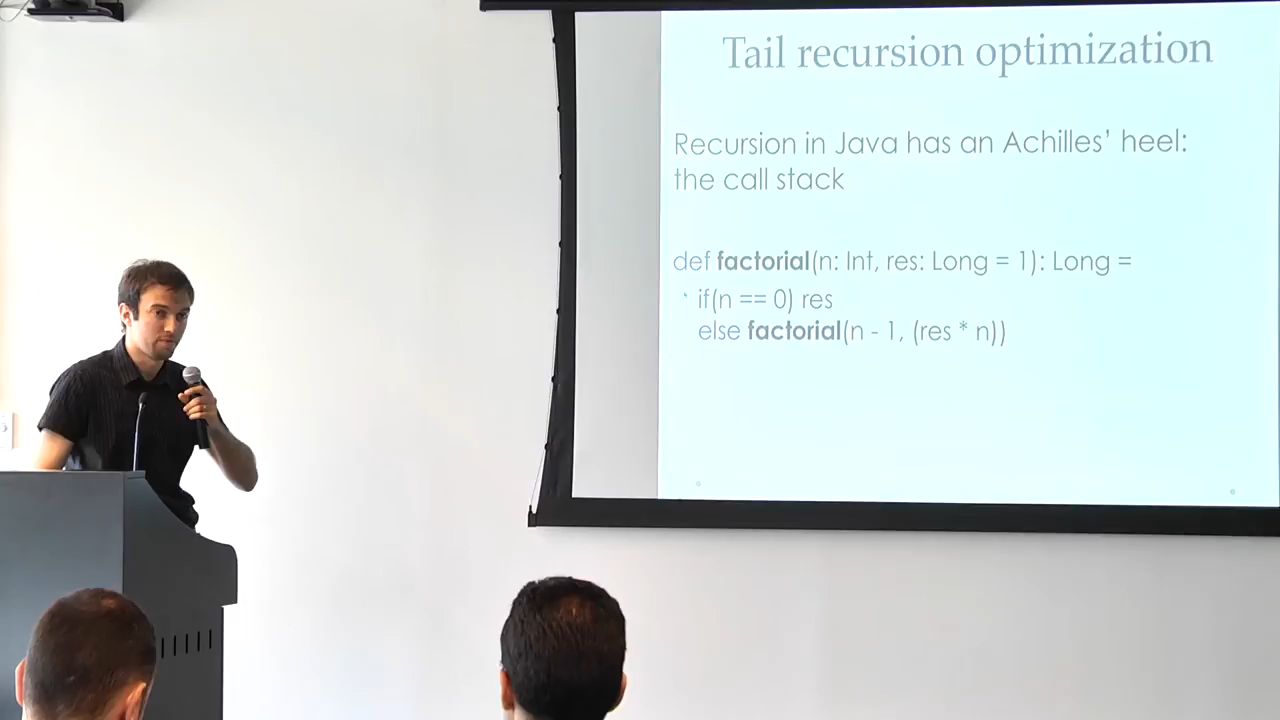 Tail recursion optimization
Recursion in Java has an Achilles’ heel:
the call stack
def factorial(n: Int, res: Long = 1): Long =
if(n == 0) res
else factorial(n - 1, (res * n))